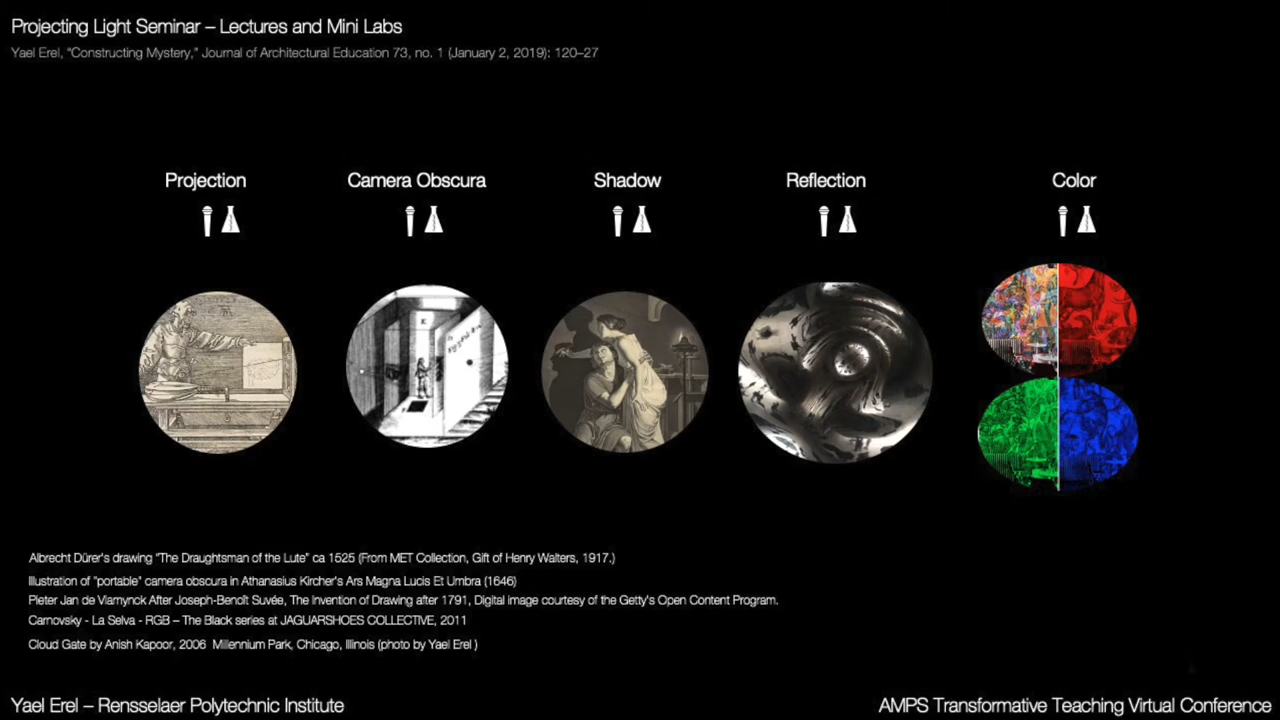 Projecting Light Seminar – Lectures and Mini Labs
Yael Erel, "Constructing Mystery," Journal of Architectural Education 73, no. 1 (January 2, 2019): 120–27
Projection
Camera Obscura
Shadow
Reflection
Color
Albrecht Dürer's drawing "The Draughtsman of the Lute" ca 1525 (From MET Collection, Gift of Henry Walters, 1917.)
Illustration of "portable" camera obscura in Athanasius Kircher's Ars Magna Lucis Et Umbra (1646)
Pieter Jan de Vlamynck After Joseph-Benoît Suvée, The Invention of Drawing after 1791, Digital image courtesy of the Getty's Open Content Program.
Carnovsky - La Selva - RGB – The Black series at JAGUARSHOES COLLECTIVE, 2011
Cloud Gate by Anish Kapoor, 2006 Millennium Park, Chicago, Illinois (photo by Yael Erel )
Yael Erel – Rensselaer Polytechnic Institute
AMPS Transformative Teaching Virtual Conference